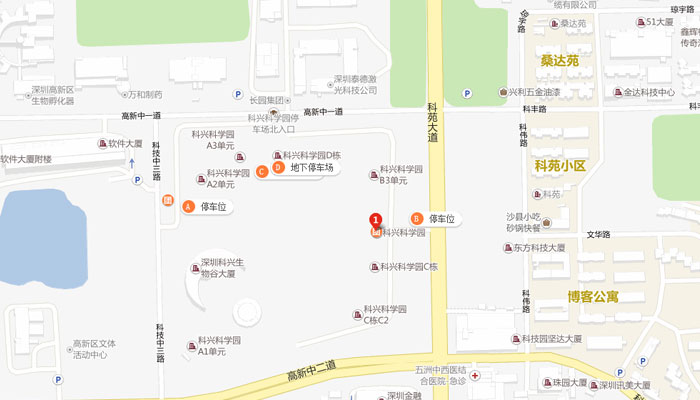 缆有限公司
琼宇路
桑达苑
51大厦
鑫辉
传奇
桑达苑
深圳高新区
生物孵化器
P
万和制药
P
深圳泰德激
光科技公司
长园集团
P
兴利五金油漆
金达科技中心
高新中一道
科兴科学园停
车场北入口
高新中一道
科苑大道
科丰路
科兴科学园
A3单元
软件大厦
软件附楼
科技中三路
科兴科学园D栋
C
D
地下停车场
科兴科学园
A2单元
P
科兴科学园
B3单元
科苑小区
科伟路
科苑
A
停车位
1
B
停车位
科兴科学园
沙县小吃
砂锅快餐
文华路
东方科技大厦
深圳科兴生
物谷大厦
科兴科学园C栋
博客公寓
科兴科学园
C栋C2
科伟路
科技中三路
高新区文体
活动中心
科兴科学园
A1单元
科技园坚达大厦
P
高新中二道
五洲中西医结
合医院 急诊
P
珠园大厦
深圳讯美大厦
深圳金融
P